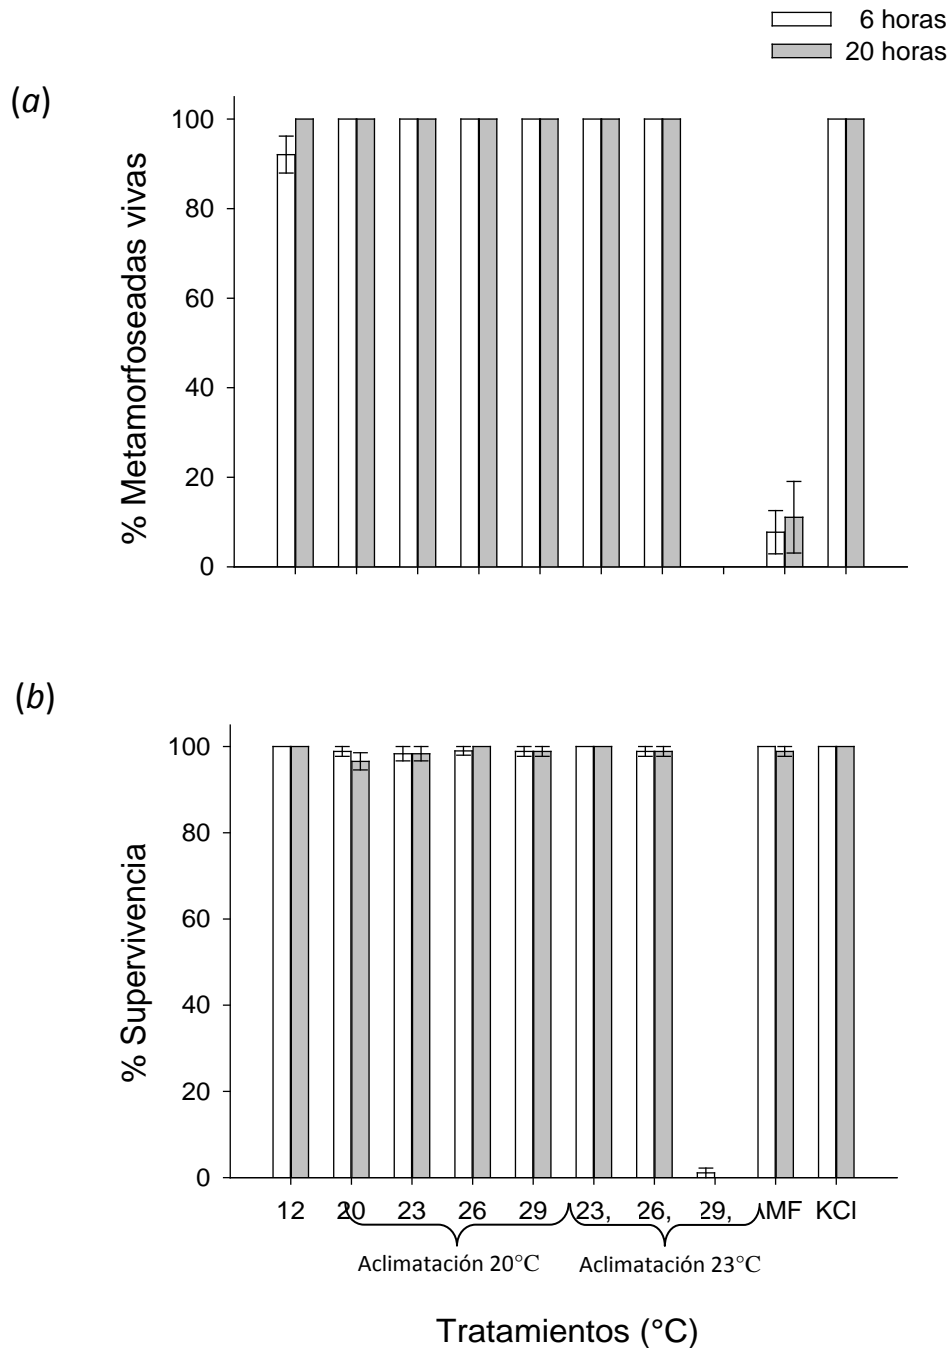 6 horas
20 horas
(a)
100
80
60
40
20
0
% Metamorfoseadas vivas
(b)
100
80
60
40
20
0
% Supervivencia
12 20 23 26 29 23, 26, 29, AMF KCl
Aclimatación 20°C Aclimatación 23°C
Tratamientos (°C)